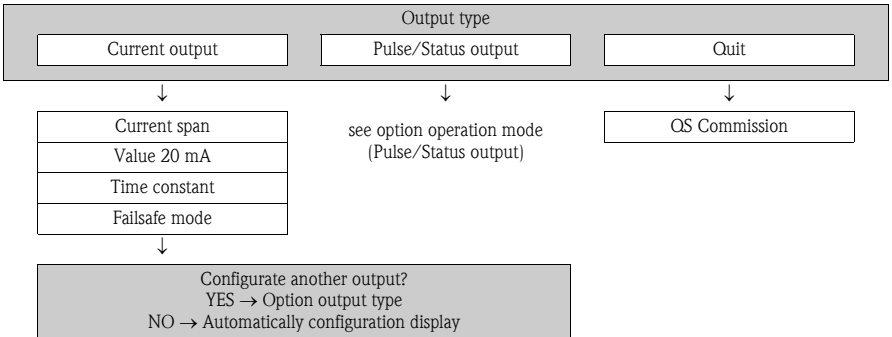 Output type
Current output
Pulse/Status output
Quit
↓
↓
↓
Current span
Value 20 mA
Time constant
Failsafe mode
see option operation mode
(Pulse/Status output)
QS Commission
↓
Configurate another output?
YES → Option output type
NO → Automatically configuration display